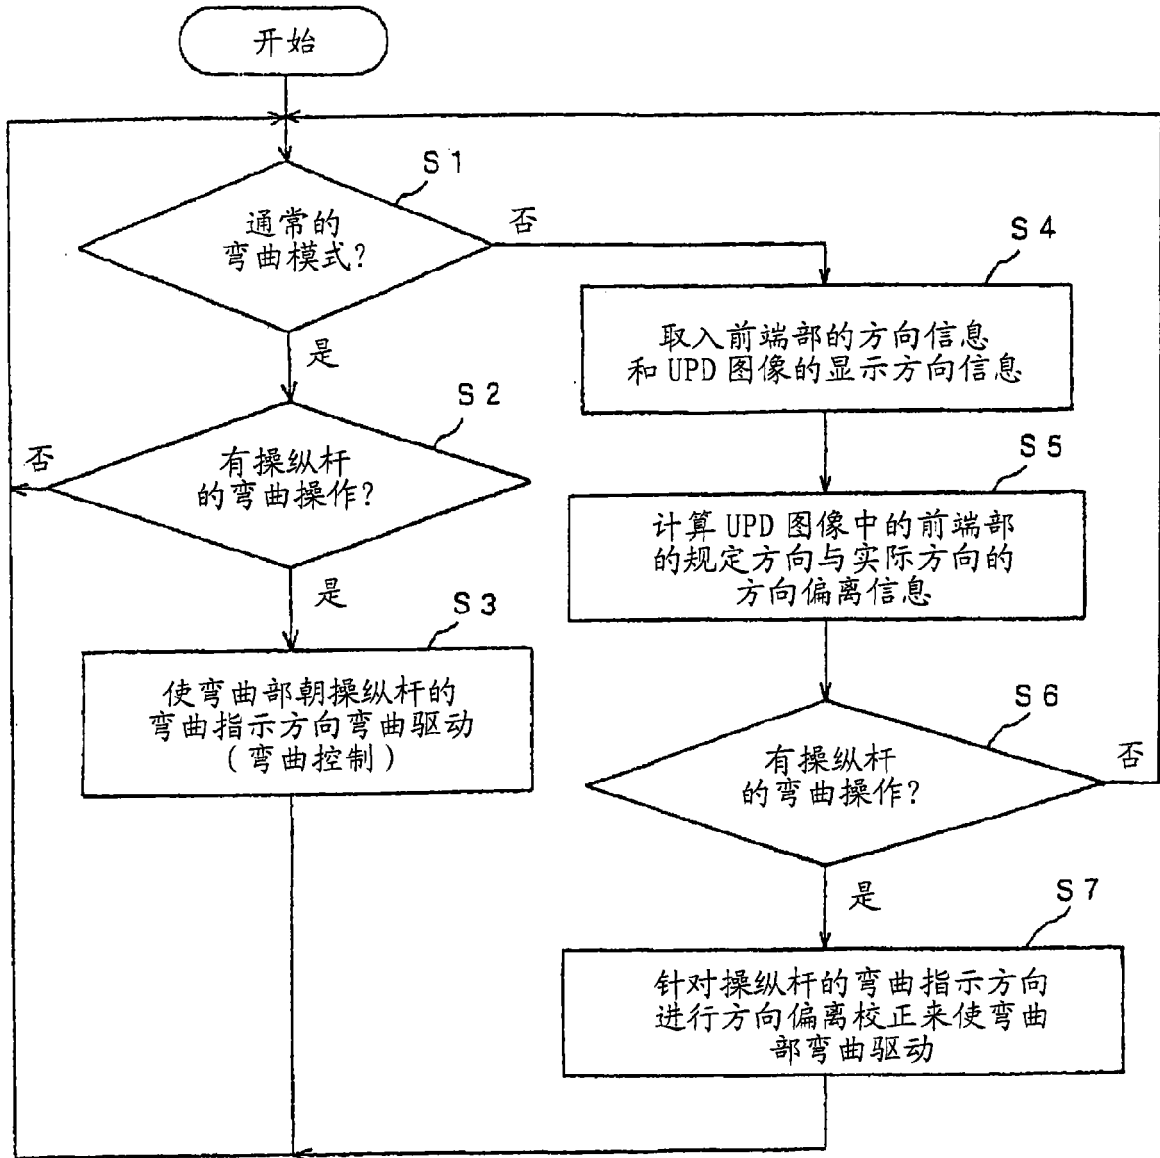 开始
S1
通常的
弯曲模式?
否
是
S2
有操纵杆
的弯曲操作?
否
是
S3
使弯曲部朝操纵杆的
弯曲指示方向弯曲驱动
(弯曲控制)
S4
取入前端部的方向信息
和UPD图像的显示方向信息
S5
计算UPD图像中的前端部
的规定方向与实际方向的
方向偏离信息
S6
有操纵杆
的弯曲操作?
否
是
S7
针对操纵杆的弯曲指示方向
进行方向偏离校正来使弯曲
部弯曲驱动